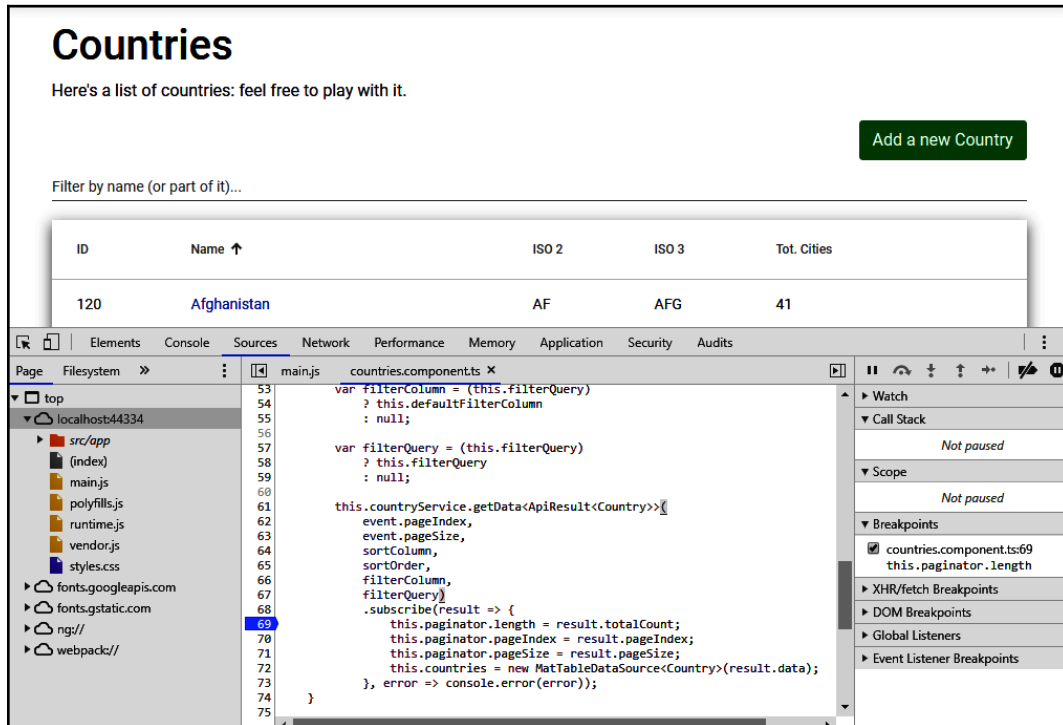 Countries
Here's a list of countries: feel free to play with it.
Add a new Country
Filter by name (or part of it)...
ID Name ISO 2 ISO 3 Tot. Cities
120 Afghanistan AF AFG 41
Elements Console Sources Network Performance Memory Application Security Audits
Page Filesystem » main.js countries.component.ts ×
top
localhost:44334
src/app
(index)
main.js
polyfills.js
runtime.js
vendor.js
styles.css
fonts.googleapis.com
fonts.gstatic.com
ng://
webpack://
53 var filterColumn = (this.filterQuery)
54 ? this.defaultFilterColumn
55 : null;
56
57 var filterQuery = (this.filterQuery)
58 ? this.filterQuery
59 : null;
60
61 this.countryService.getData<ApiResult<Country>>(
62 event.pageIndex,
63 event.pageSize,
64 sortColumn,
65 sortOrder,
66 filterColumn,
67 filterQuery)
68 .subscribe(result => {
69 this.paginator.length = result.totalCount;
70 this.paginator.pageIndex = result.pageIndex;
71 this.paginator.pageSize = result.pageSize;
72 this.countries = new MatTableDataSource<Country>(result.data);
73 }, error => console.error(error));
74 }
75
Watch
Call Stack
Not paused
Scope
Not paused
Breakpoints
countries.component.ts:69
this.paginator.length
XHR/fetch Breakpoints
DOM Breakpoints
Global Listeners
Event Listener Breakpoints